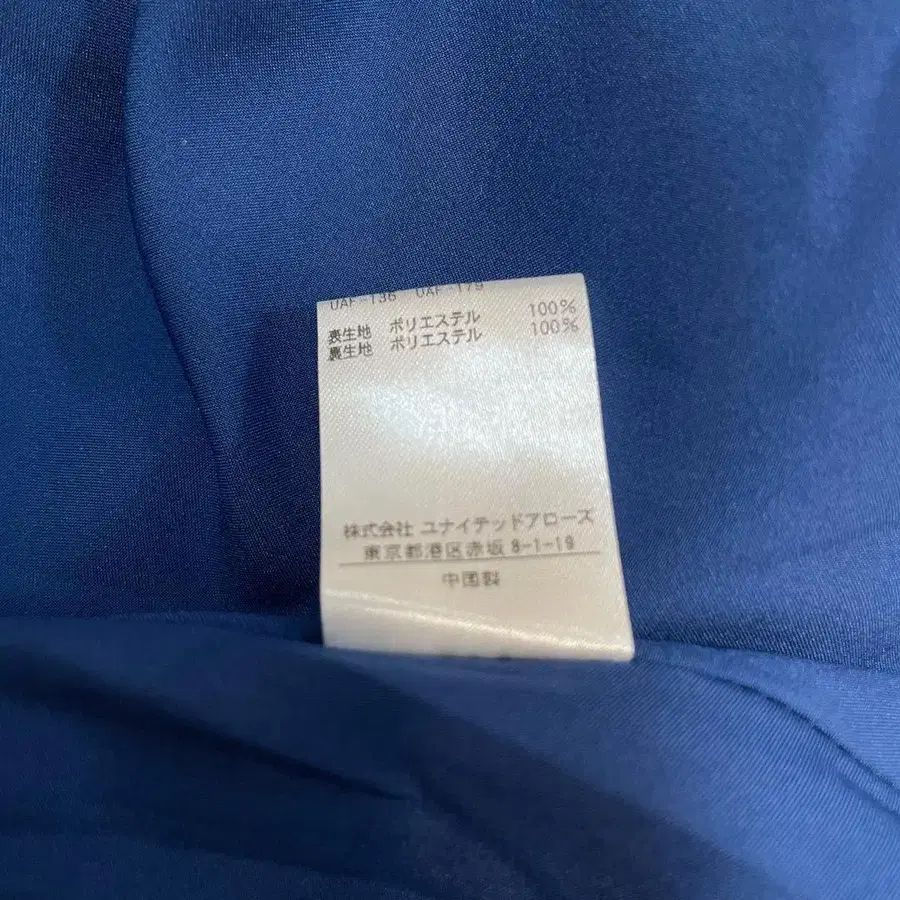 UAF-136 UAF-179
表生地 ポリエステル 100%
裏生地 ポリエステル 100%
株式会社 ユナイテッドアローズ
東京都港区赤坂 8-1-19
中国製